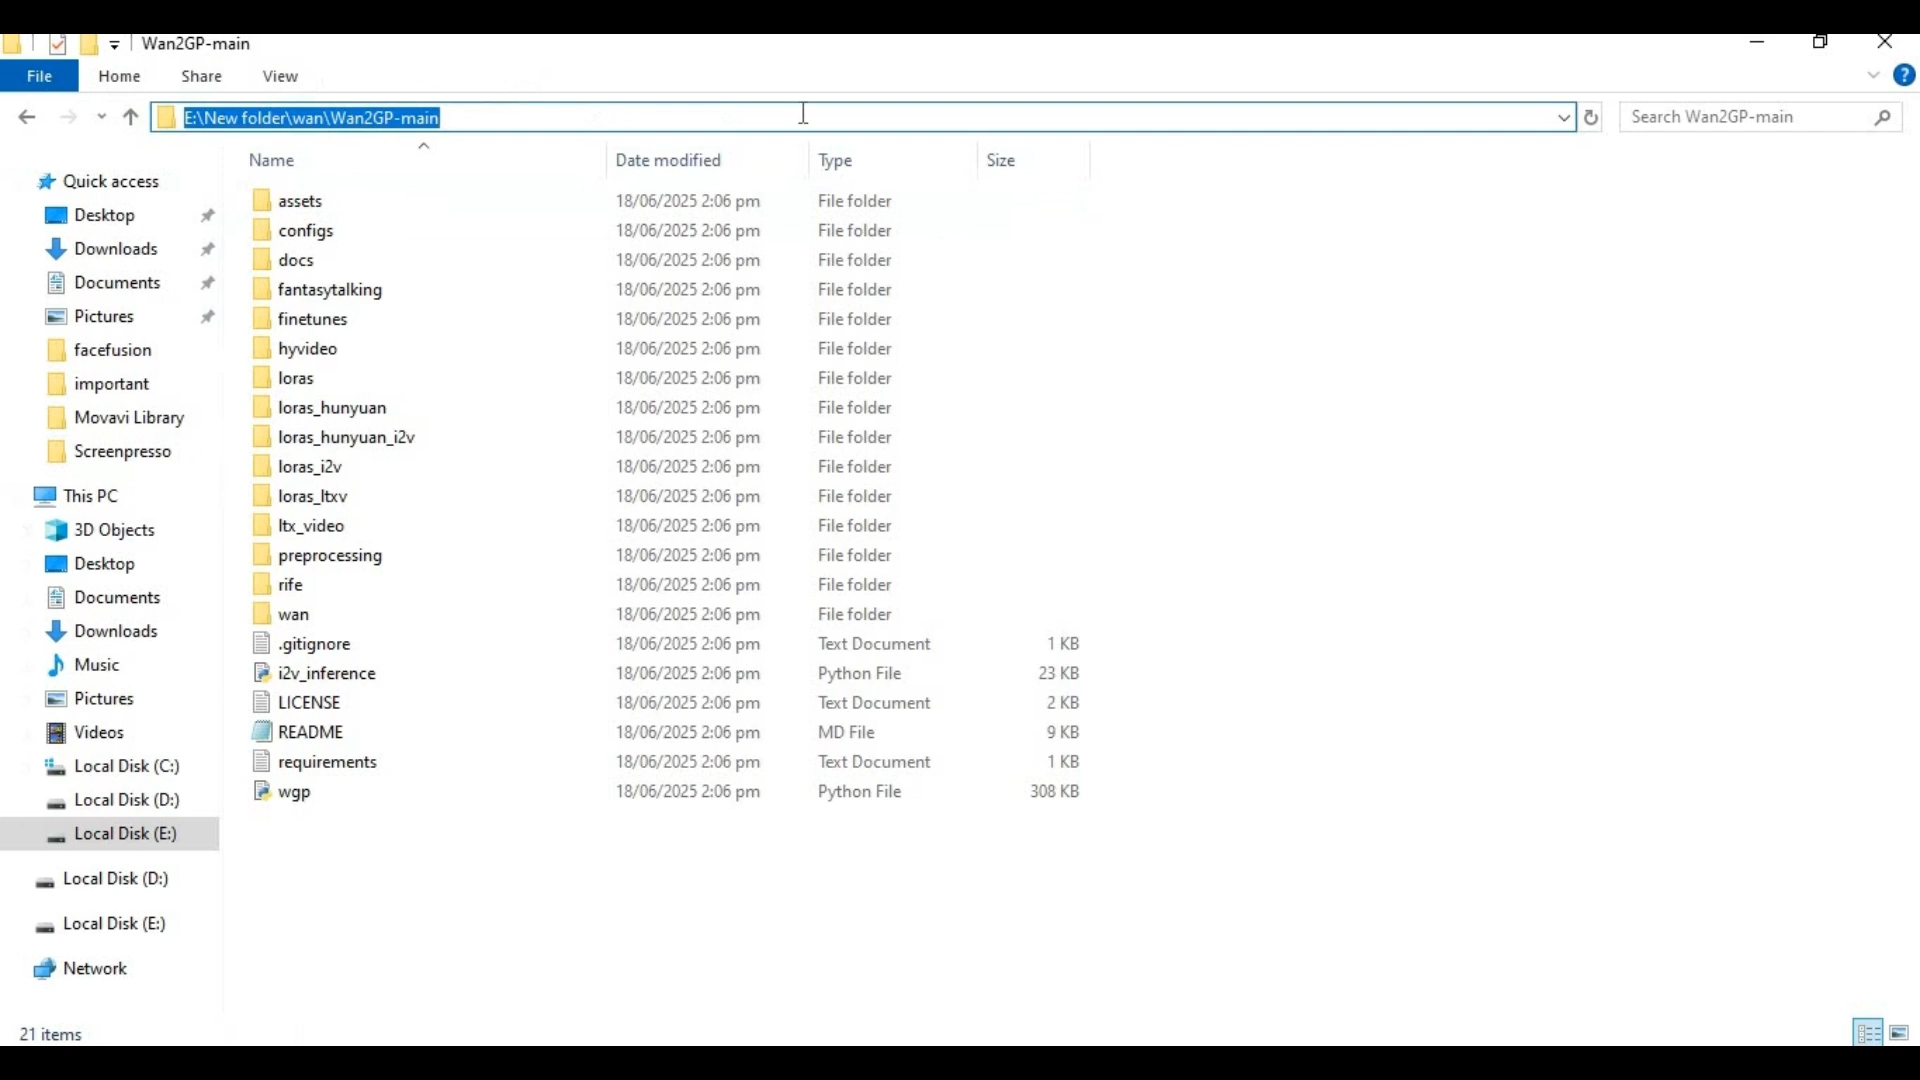 Wan2GP-main
File Home Share View
E:\New folder\wan\Wan2GP-main
Search Wan2GP-main
Quick access
Desktop
Downloads
Documents
Pictures
facefusion
important
Movavi Library
Screenpresso
This PC
3D Objects
Desktop
Documents
Downloads
Music
Pictures
Videos
Local Disk (C:)
Local Disk (D:)
Local Disk (E:)
Local Disk (D:)
Local Disk (E:)
Network
Name Date modified Type Size
assets 18/06/2025 2:06 pm File folder
configs 18/06/2025 2:06 pm File folder
docs 18/06/2025 2:06 pm File folder
fantasytalking 18/06/2025 2:06 pm File folder
finetunes 18/06/2025 2:06 pm File folder
hyvideo 18/06/2025 2:06 pm File folder
loras 18/06/2025 2:06 pm File folder
loras_hunyuan 18/06/2025 2:06 pm File folder
loras_hunyuan_i2v 18/06/2025 2:06 pm File folder
loras_i2v 18/06/2025 2:06 pm File folder
loras_ltxv 18/06/2025 2:06 pm File folder
ltx_video 18/06/2025 2:06 pm File folder
preprocessing 18/06/2025 2:06 pm File folder
rife 18/06/2025 2:06 pm File folder
wan 18/06/2025 2:06 pm File folder
.gitignore 18/06/2025 2:06 pm Text Document 1 KB
i2v_inference 18/06/2025 2:06 pm Python File 23 KB
LICENSE 18/06/2025 2:06 pm Text Document 2 KB
README 18/06/2025 2:06 pm MD File 9 KB
requirements 18/06/2025 2:06 pm Text Document 1 KB
wgp 18/06/2025 2:06 pm Python File 308 KB
21 items